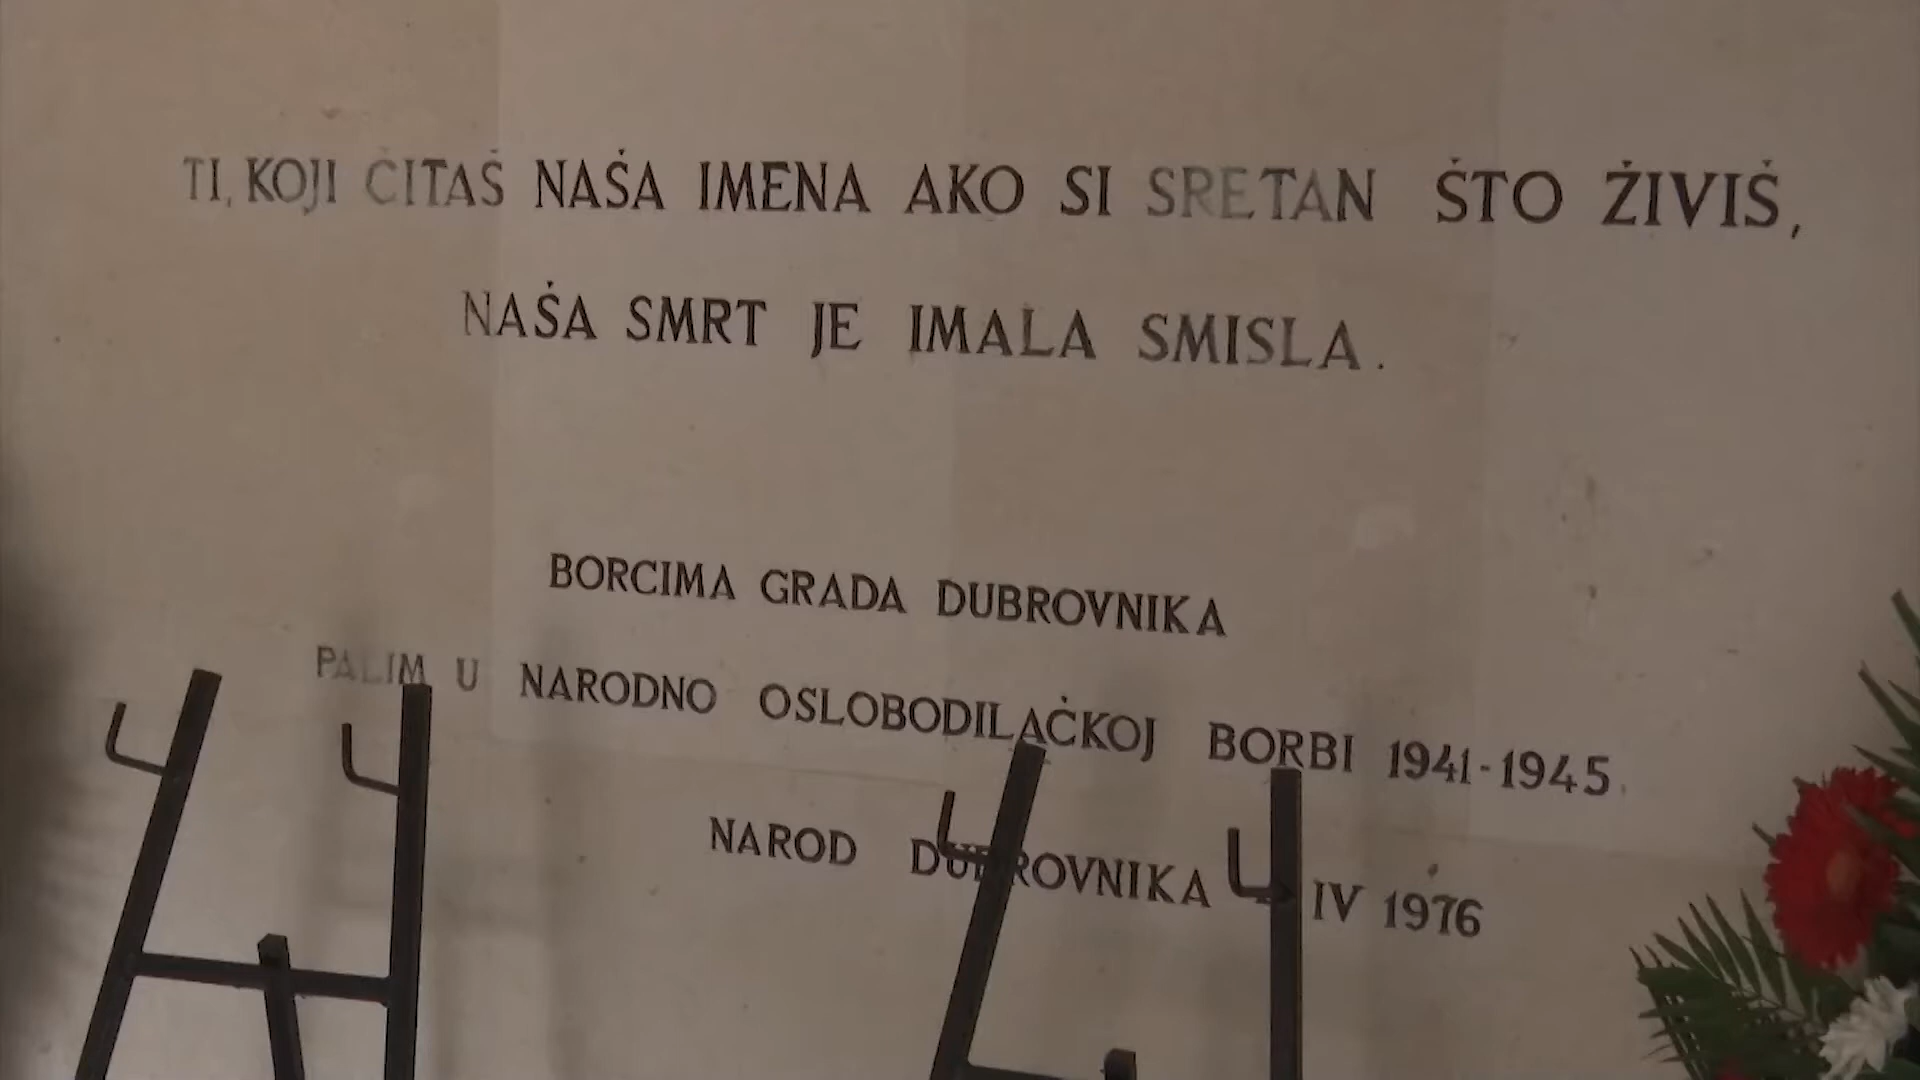 TI, KOJI ČITAŠ NAŠA IMENA AKO SI SRETAN ŠTO ŽIVIŠ,
NAŠA SMRT JE IMALA SMISLA.
BORCIMA GRADA DUBROVNIKA
PALIM U NARODNO OSLOBODILAČKOJ BORBI 1941-1945.
NAROD DUBROVNIKA IV 1976